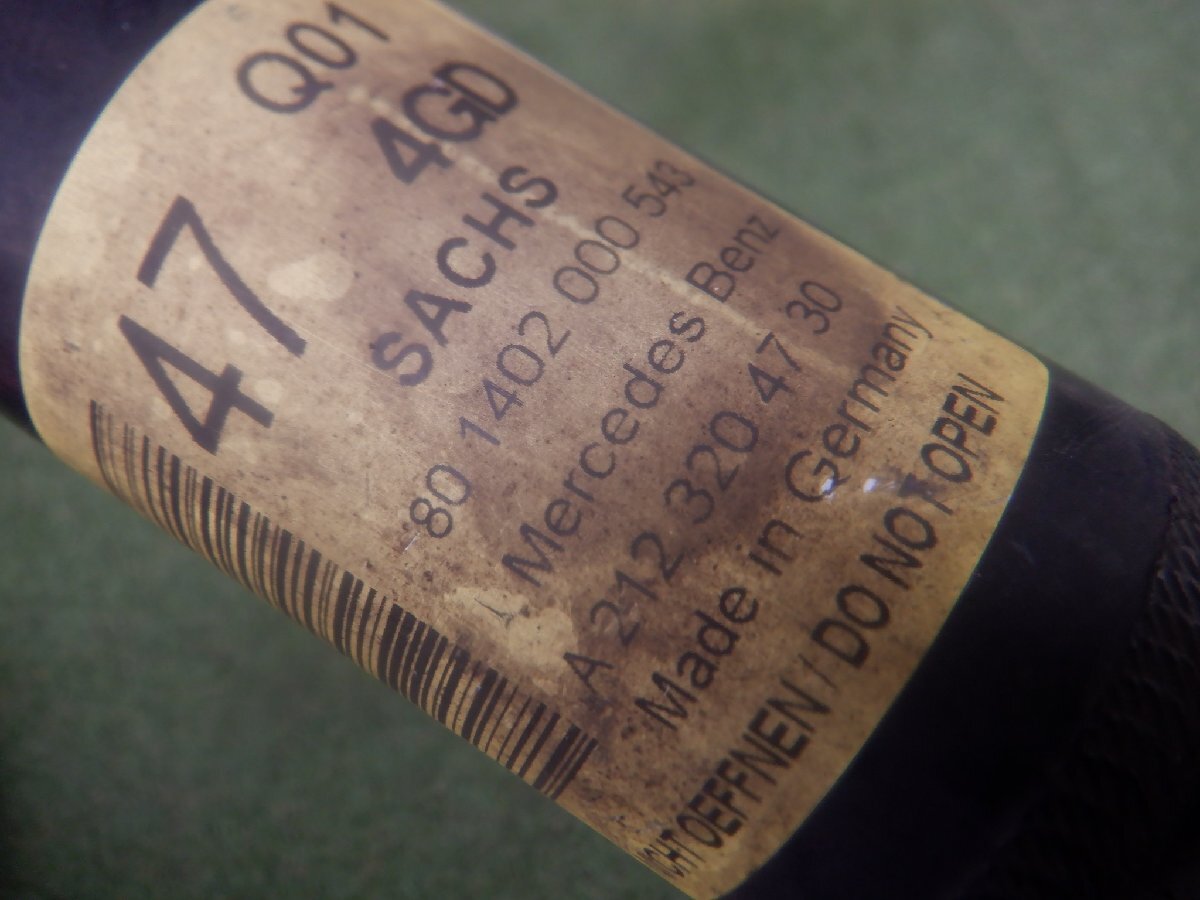 Q01
4GD
47
SACHS
80 1402 000 543
Mercedes Benz
A 212 320 47 30
Made in Germany
OEFFNEN / DO NOT OPEN